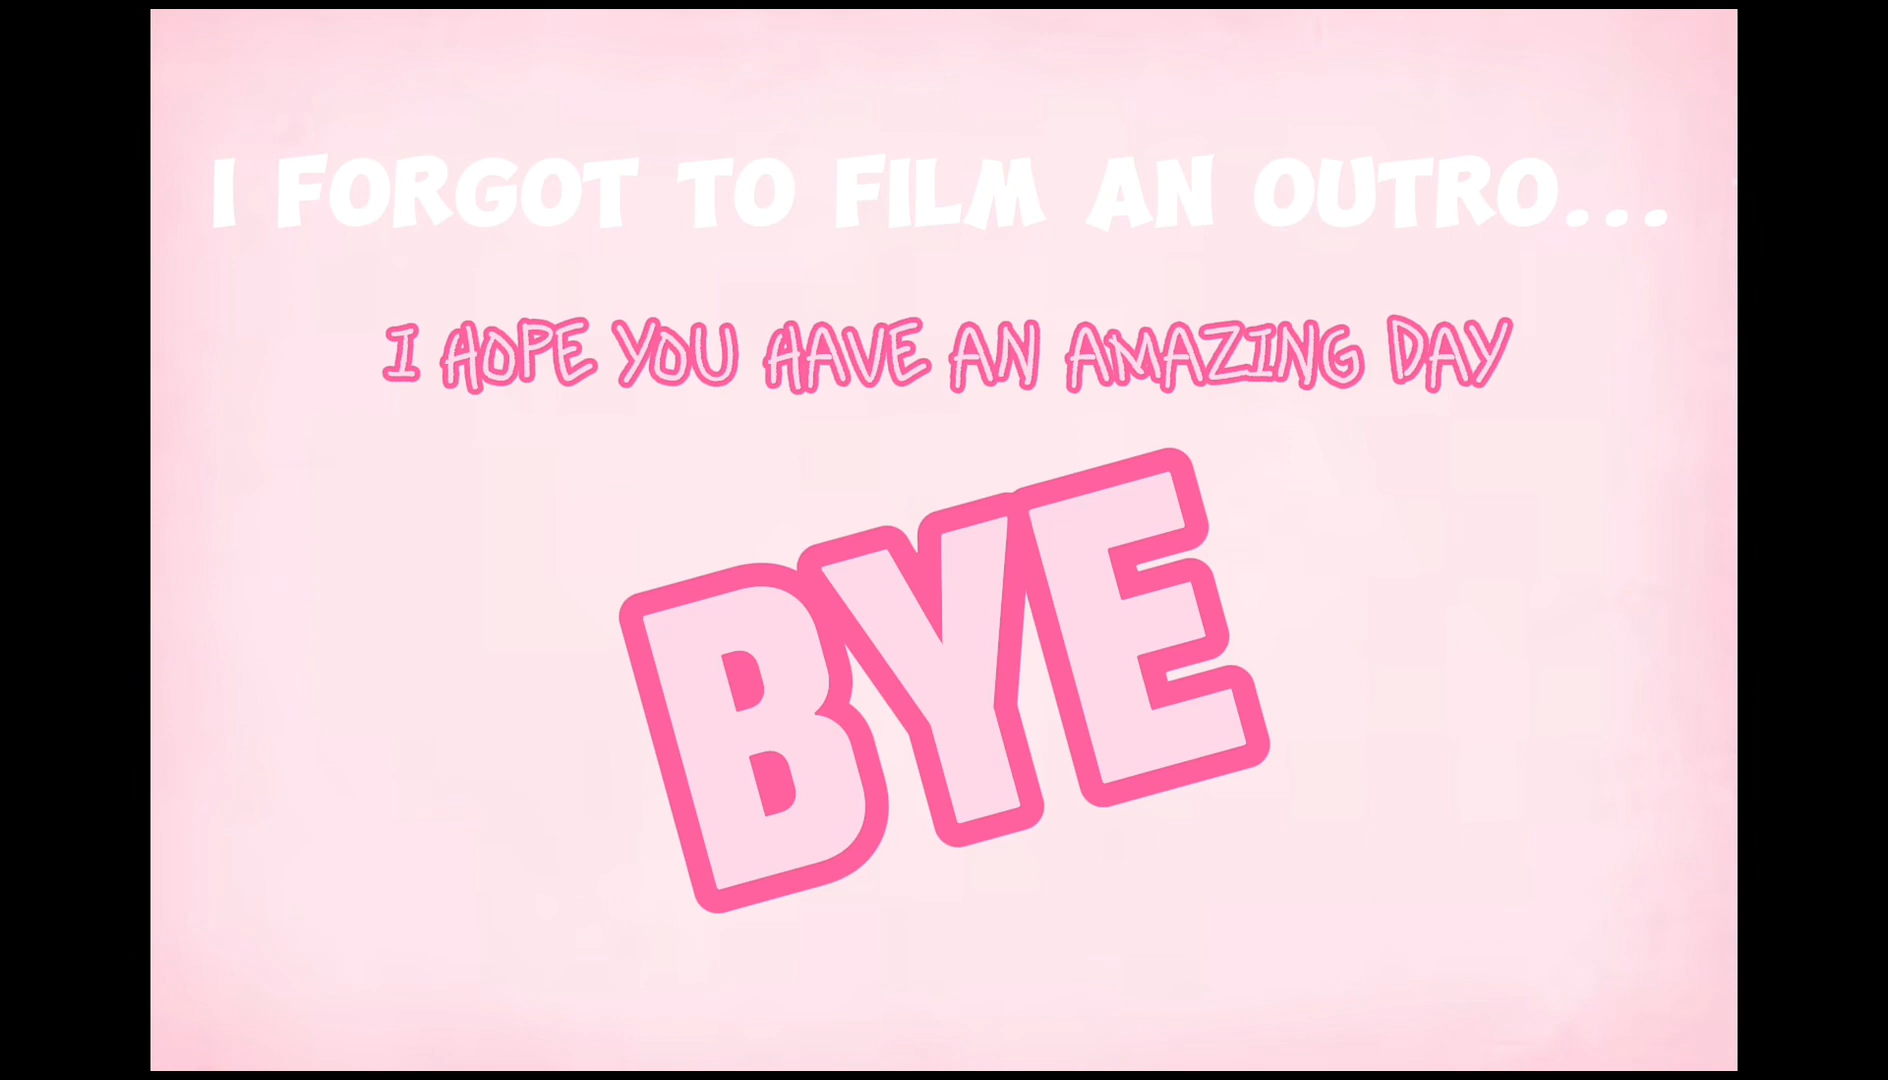 I FORGOT TO FILM AN OUTRO...
I HOPE YOU HAVE AN AMAZING DAY
BYE